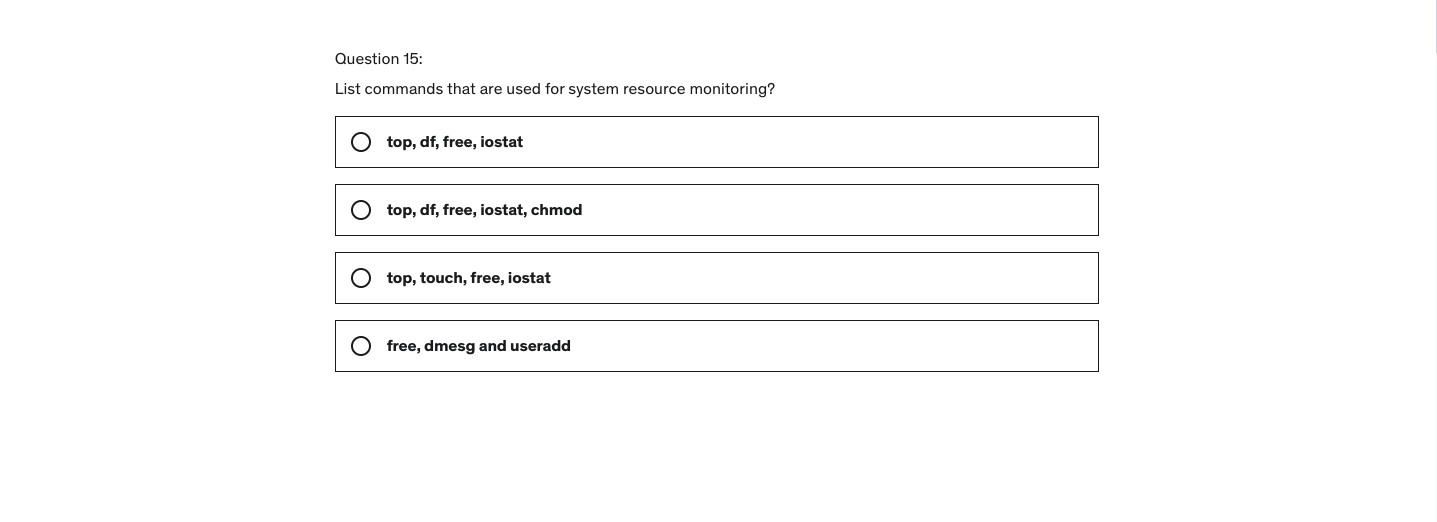 Question 15:
List commands that are used for system resource monitoring?
top, df, free, iostat
top, df, free, iostat, chmod
top, touch, free, iostat
free, dmesg and useradd